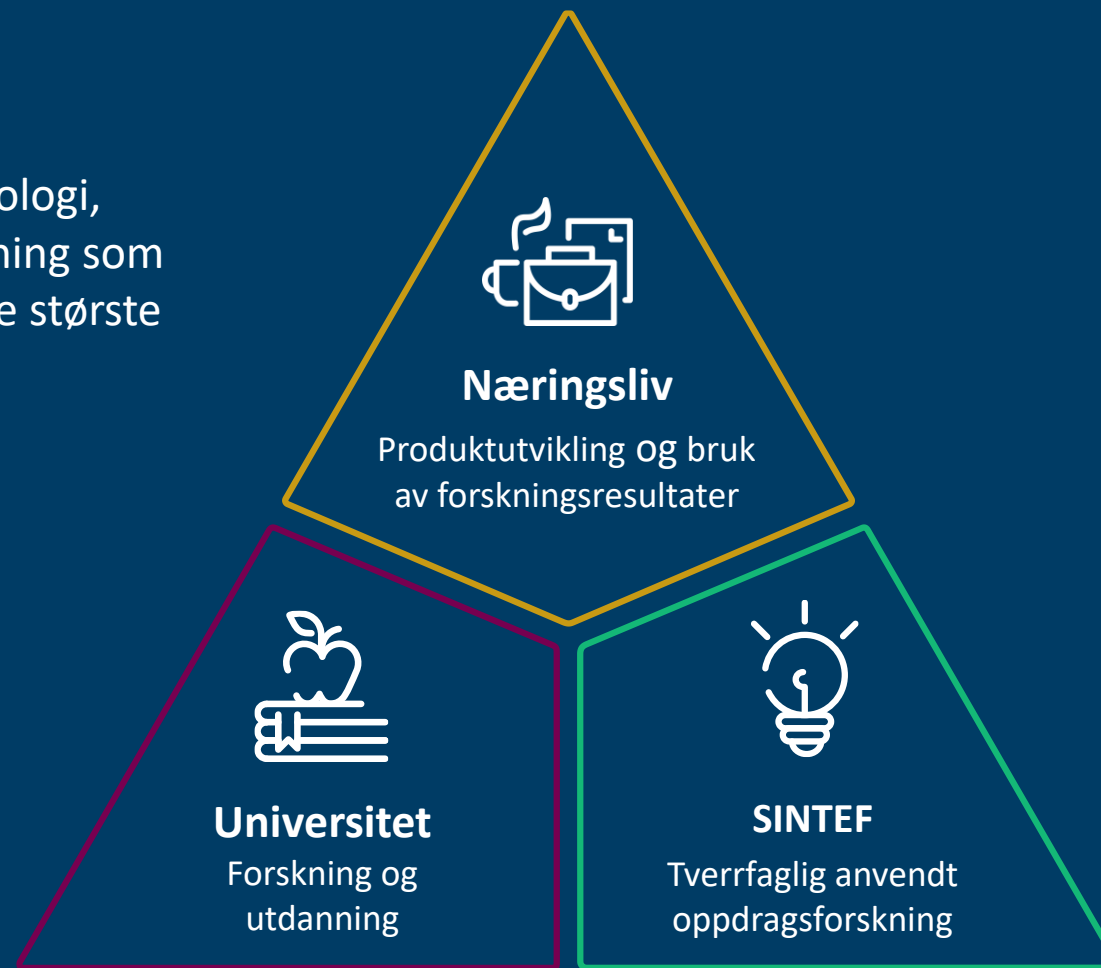 ologi,
ning som
e største
Næringsliv
Produktutvikling og bruk
av forskningsresultater
Universitet
Forskning og
utdanning
SINTEF
Tverrfaglig anvendt
oppdragsforskning